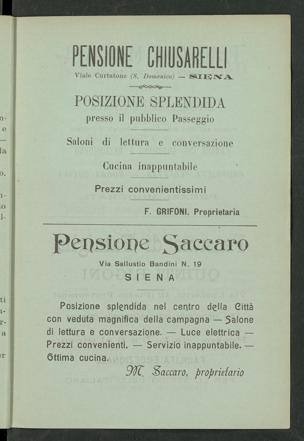 PENSIONE CHIUSARELLI
Viale Curtatone (S. Domenico) — SIENA
POSIZIONE SPLENDIDA
presso il pubblico Passeggio
Saloni di lettura e conversazione
Cucina inappuntabile
Prezzi convenientissimi
F. GRIFONI, Proprietaria
Pensione Saccaro
Via Sallustio Bandini N. 19
SIENA
Posizione splendida nel centro della Città
con veduta magnifica della campagna — Salone
di lettura e conversazione. — Luce elettrica —
Prezzi convenienti. — Servizio inappuntabile. —
Ottima cucina.
M. Saccaro, proprietario